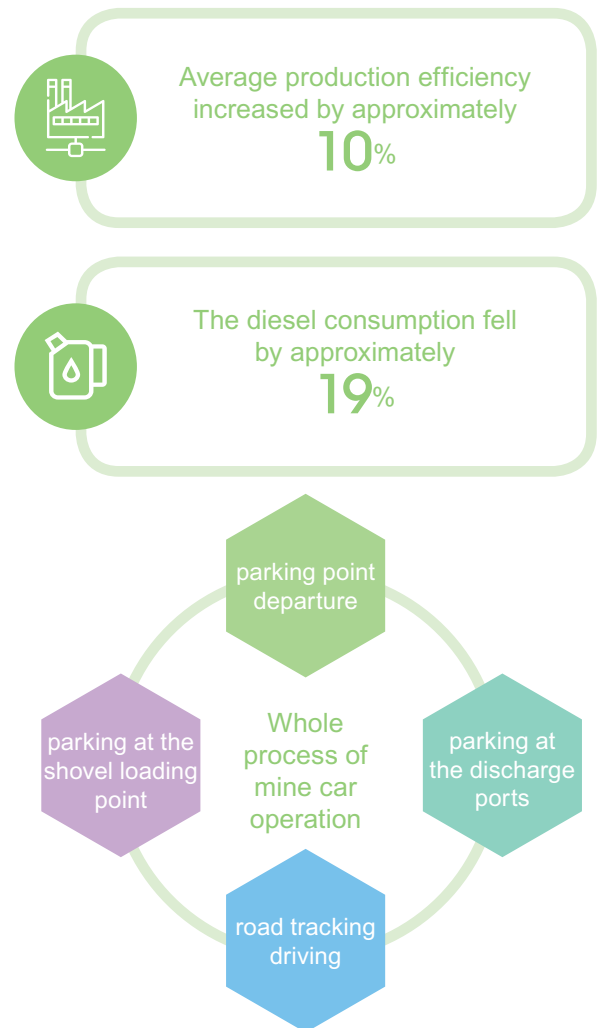 Average production efficiency
increased by approximately
10%
The diesel consumption fell
by approximately
19%
parking point
departure
parking at the
shovel loading
point
Whole
process of
mine car
operation
parking at
the discharge
ports
road tracking
driving